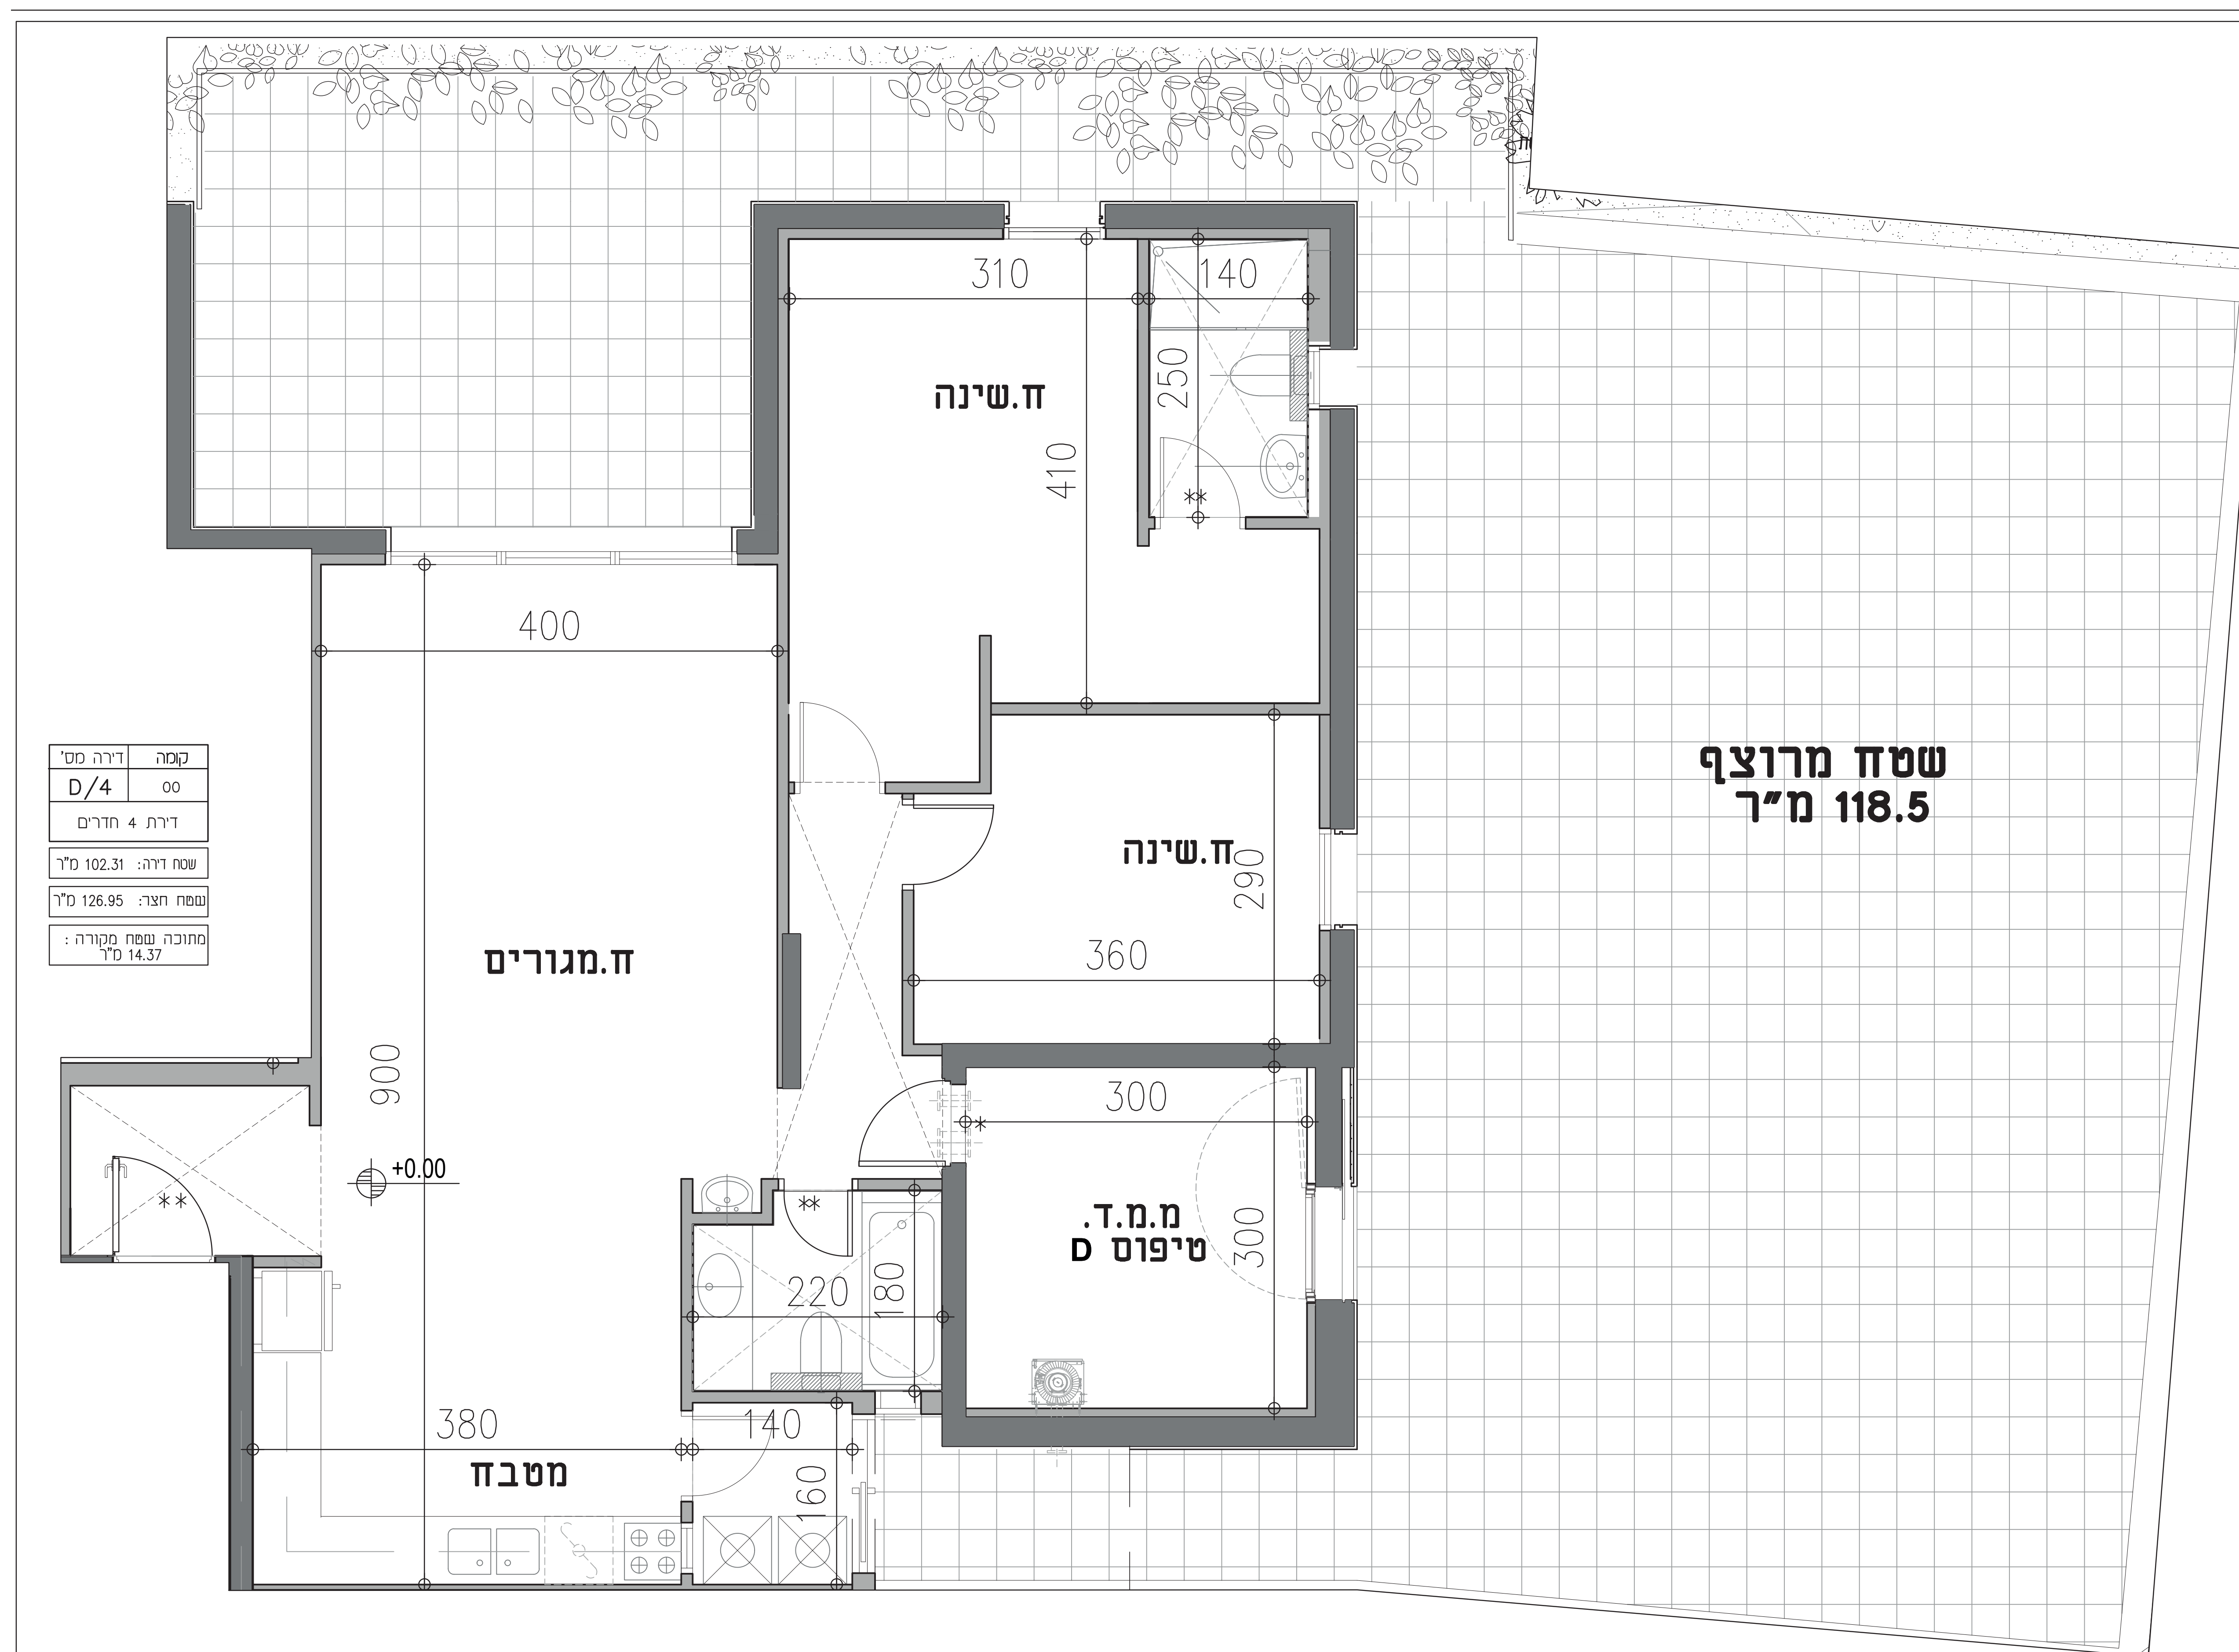 310
140
250
ח.שינה
410
**
400
קומה דירה מס'
00 D/4
דירת 4 חדרים
שטח דירה: 102.31 מ"ר
שטח חצר: 126.95 מ"ר
מתוכה שטח מקורה :
14.37 מ"ר
שטח מרוצף
118.5 מ"ר
ח.שינה
290
360
ח.מגורים
900
300
*
+0.00
**
**
מ.מ.ד.
טיפוס D
300
220
180
380
140
מטבח
160